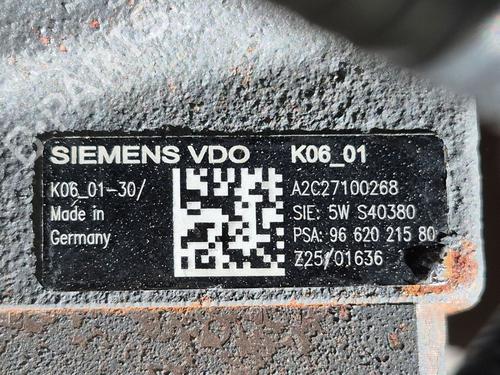 SIEMENS VDO K06_01
K06_01-30/ A2C27100268
Made in SIE: 5W S40380
Germany PSA: 96 620 215 80
Z25/01636